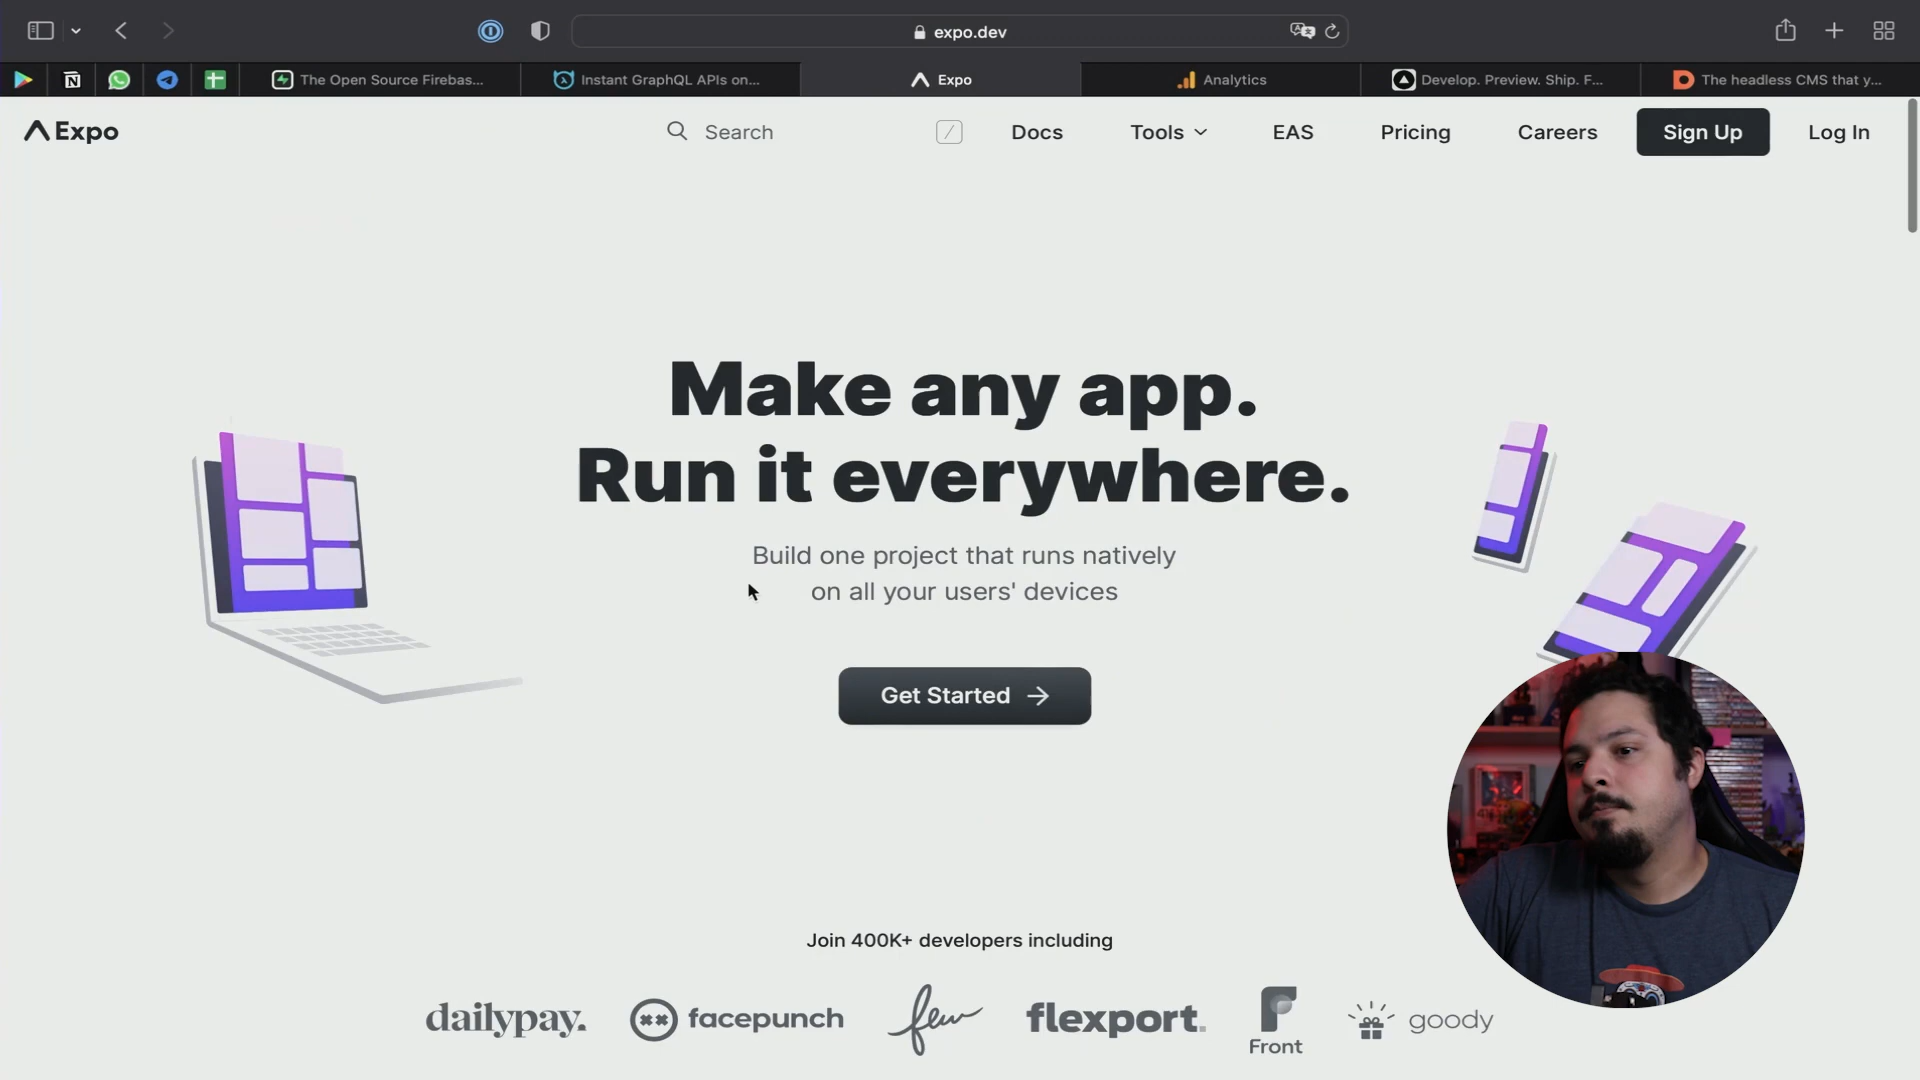 expo.dev
The Open Source Firebas...
Instant GraphQL APIs on...
Expo
Analytics
Develop. Preview. Ship. F...
The headless CMS that y...
Expo
Search
/
Docs
Tools
EAS
Pricing
Careers
Sign Up
Log In
Make any app.
Run it everywhere.
Build one project that runs natively
on all your users' devices
Get Started
Join 400K+ developers including
dailypay.
facepunch
few
flexport.
Front
goody